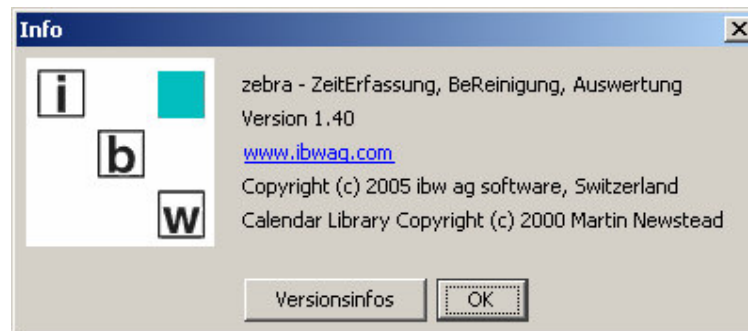 Info
i
b
w
zebra - ZeitErfassung, BeReinigung, Auswertung
Version 1.40
www.ibwag.com
Copyright (c) 2005 ibw ag software, Switzerland
Calendar Library Copyright (c) 2000 Martin Newstead
Versionsinfos
OK